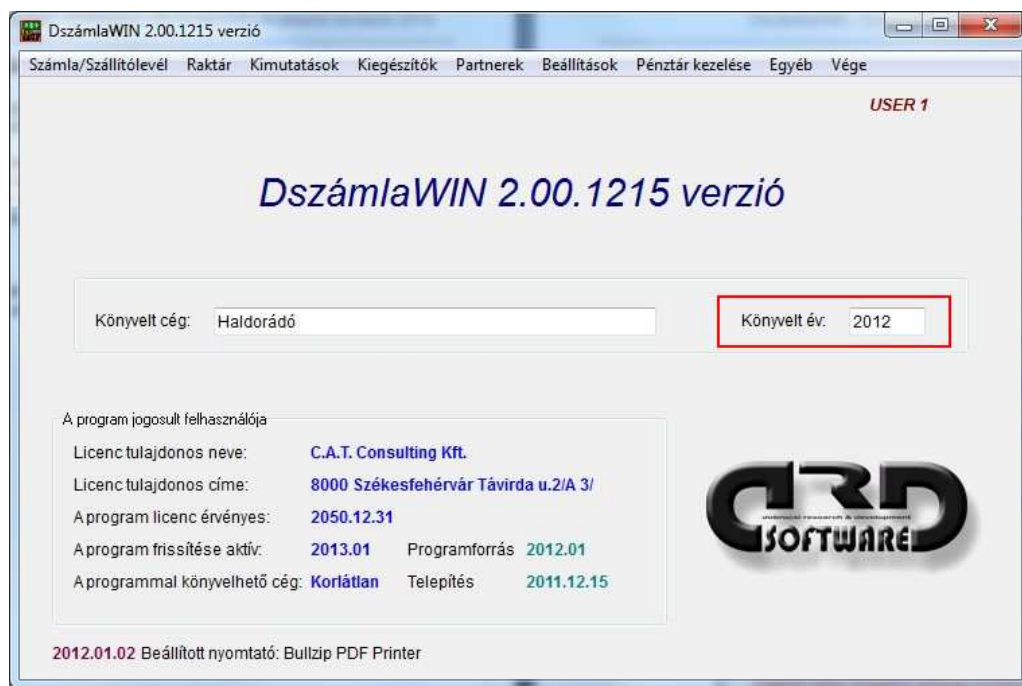 DszámlaWIN 2.00.1215 verzió
Számla/Szállítólevél Raktár Kimutatások Kiegészítők Partnerek Beállítások Pénztár kezelése Egyéb Vége
USER 1
DszámlaWIN 2.00.1215 verzió
Könyvelt cég: Haldorádó Könyvelt év: 2012
A program jogosult felhasználója
Licenc tulajdonos neve: C.A.T. Consulting Kft.
Licenc tulajdonos címe: 8000 Székesfehérvár Távirda u.2/A 3/
A program licenc érvényes: 2050.12.31
A program frissítése aktív: 2013.01 Programforrás 2012.01
A programmal könyvelhető cég: Korlátlan Telepítés 2011.12.15
DRD
SOFTWARE
2012.01.02 Beállított nyomtató: Bullzip PDF Printer